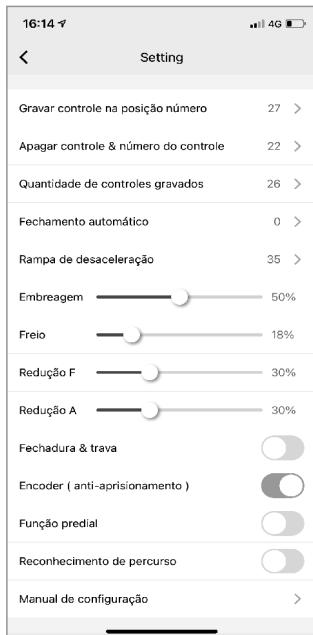 16:14 4G
Setting
Gravar controle na posição número 27
Apagar controle & número do controle 22
Quantidade de controles gravados 26
Fechamento automático 0
Rampa de desaceleração 35
Embreagem 50%
Freio 18%
Redução F 30%
Redução A 30%
Fechadura & trava
Encoder ( anti-aprisionamento )
Função predial
Reconhecimento de percurso
Manual de configuração